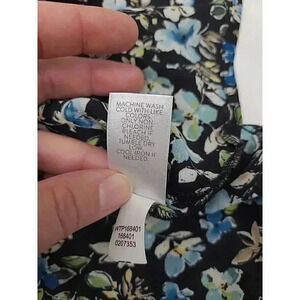 MACHINE WASH
COLD WITH LIKE
COLORS
ONLY NON-
CHLORINE
BLEACH IF
NEEDED.
TUMBLE DRY
LOW
COOL IRON IF
NEEDED.
WTP168401
168401
0207353